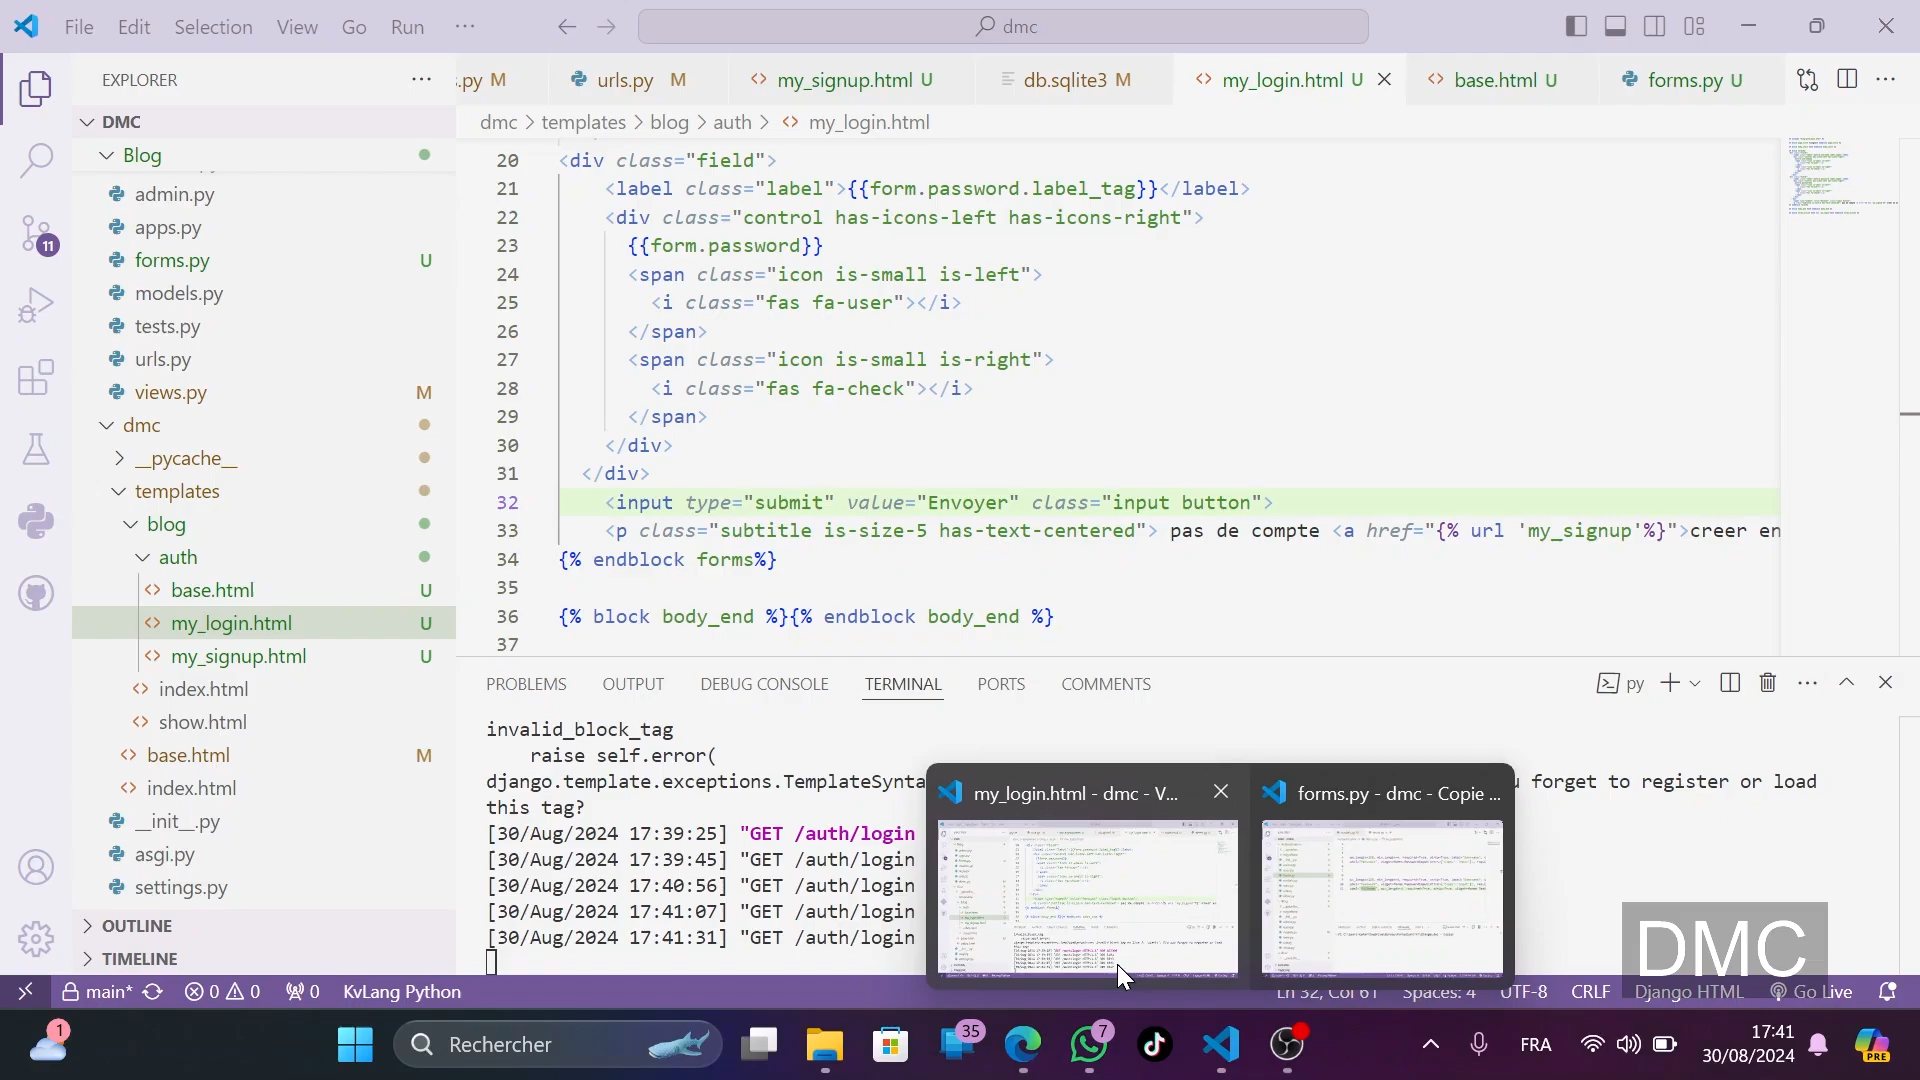 File Edit Selection View Go Run ···
dmc
EXPLORER
s.py M
urls.py M
my_signup.html U
db.sqlite3 M
my_login.html U
base.html U
forms.py U
DMC
dmc > templates > blog > auth > my_login.html
Blog
admin.py
apps.py
forms.py U
models.py
tests.py
urls.py
views.py M
dmc
__pycache__
templates
blog
auth
base.html U
my_login.html U
my_signup.html U
index.html
show.html
base.html M
index.html
__init__.py
asgi.py
settings.py
OUTLINE
TIMELINE
11
20 <div class="field">
21 <label class="label">{{form.password.label_tag}}</label>
22 <div class="control has-icons-left has-icons-right">
23 {{form.password}}
24 <span class="icon is-small is-left">
25 <i class="fas fa-user"></i>
26 </span>
27 <span class="icon is-small is-right">
28 <i class="fas fa-check"></i>
29 </span>
30 </div>
31 </div>
32 <input type="submit" value="Envoyer" class="input button">
33 <p class="subtitle is-size-5 has-text-centered"> pas de compte <a href="{% url 'my_signup'%}">creer en
34 {% endblock forms%}
35
36 {% block body_end %}{% endblock body_end %}
37
PROBLEMS OUTPUT DEBUG CONSOLE TERMINAL PORTS COMMENTS
py
invalid_block_tag
raise self.error(
django.template.exceptions.TemplateSynta
u forget to register or load
this tag?
[30/Aug/2024 17:39:25] "GET /auth/login
[30/Aug/2024 17:39:45] "GET /auth/login
[30/Aug/2024 17:40:56] "GET /auth/login
[30/Aug/2024 17:41:07] "GET /auth/login
[30/Aug/2024 17:41:31] "GET /auth/login
my_login.html - dmc - V...
forms.py - dmc - Copie ...
DMC
main* 0 0 0 KvLang Python
Ln 32, Col 61 Spaces: 4 UTF-8 CRLF Django HTML Go Live
1
Rechercher
35
7
FRA
17:41
30/08/2024
PRE